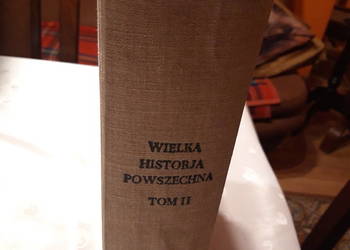 WIELKA
HISTORJA
POWSZECHNA
TOM II